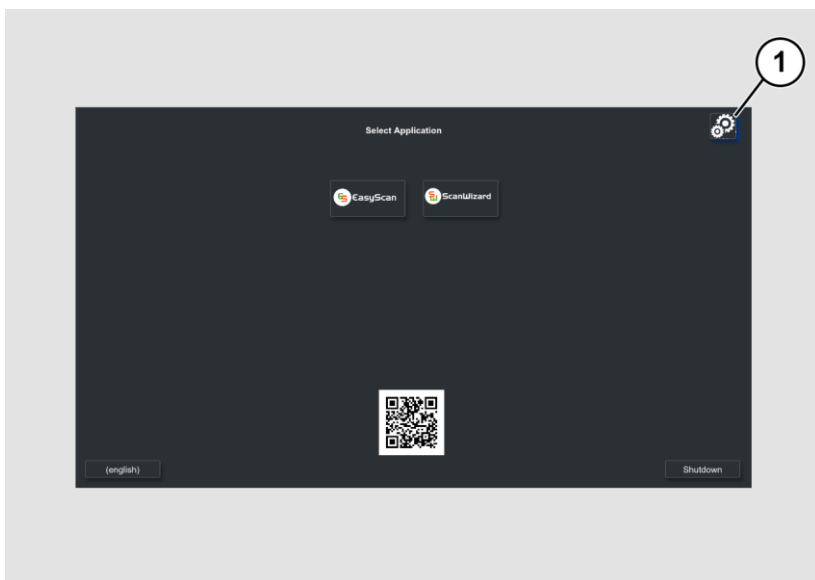 1
Select Application
EasyScan
ScanWizard
(english)
Shutdown